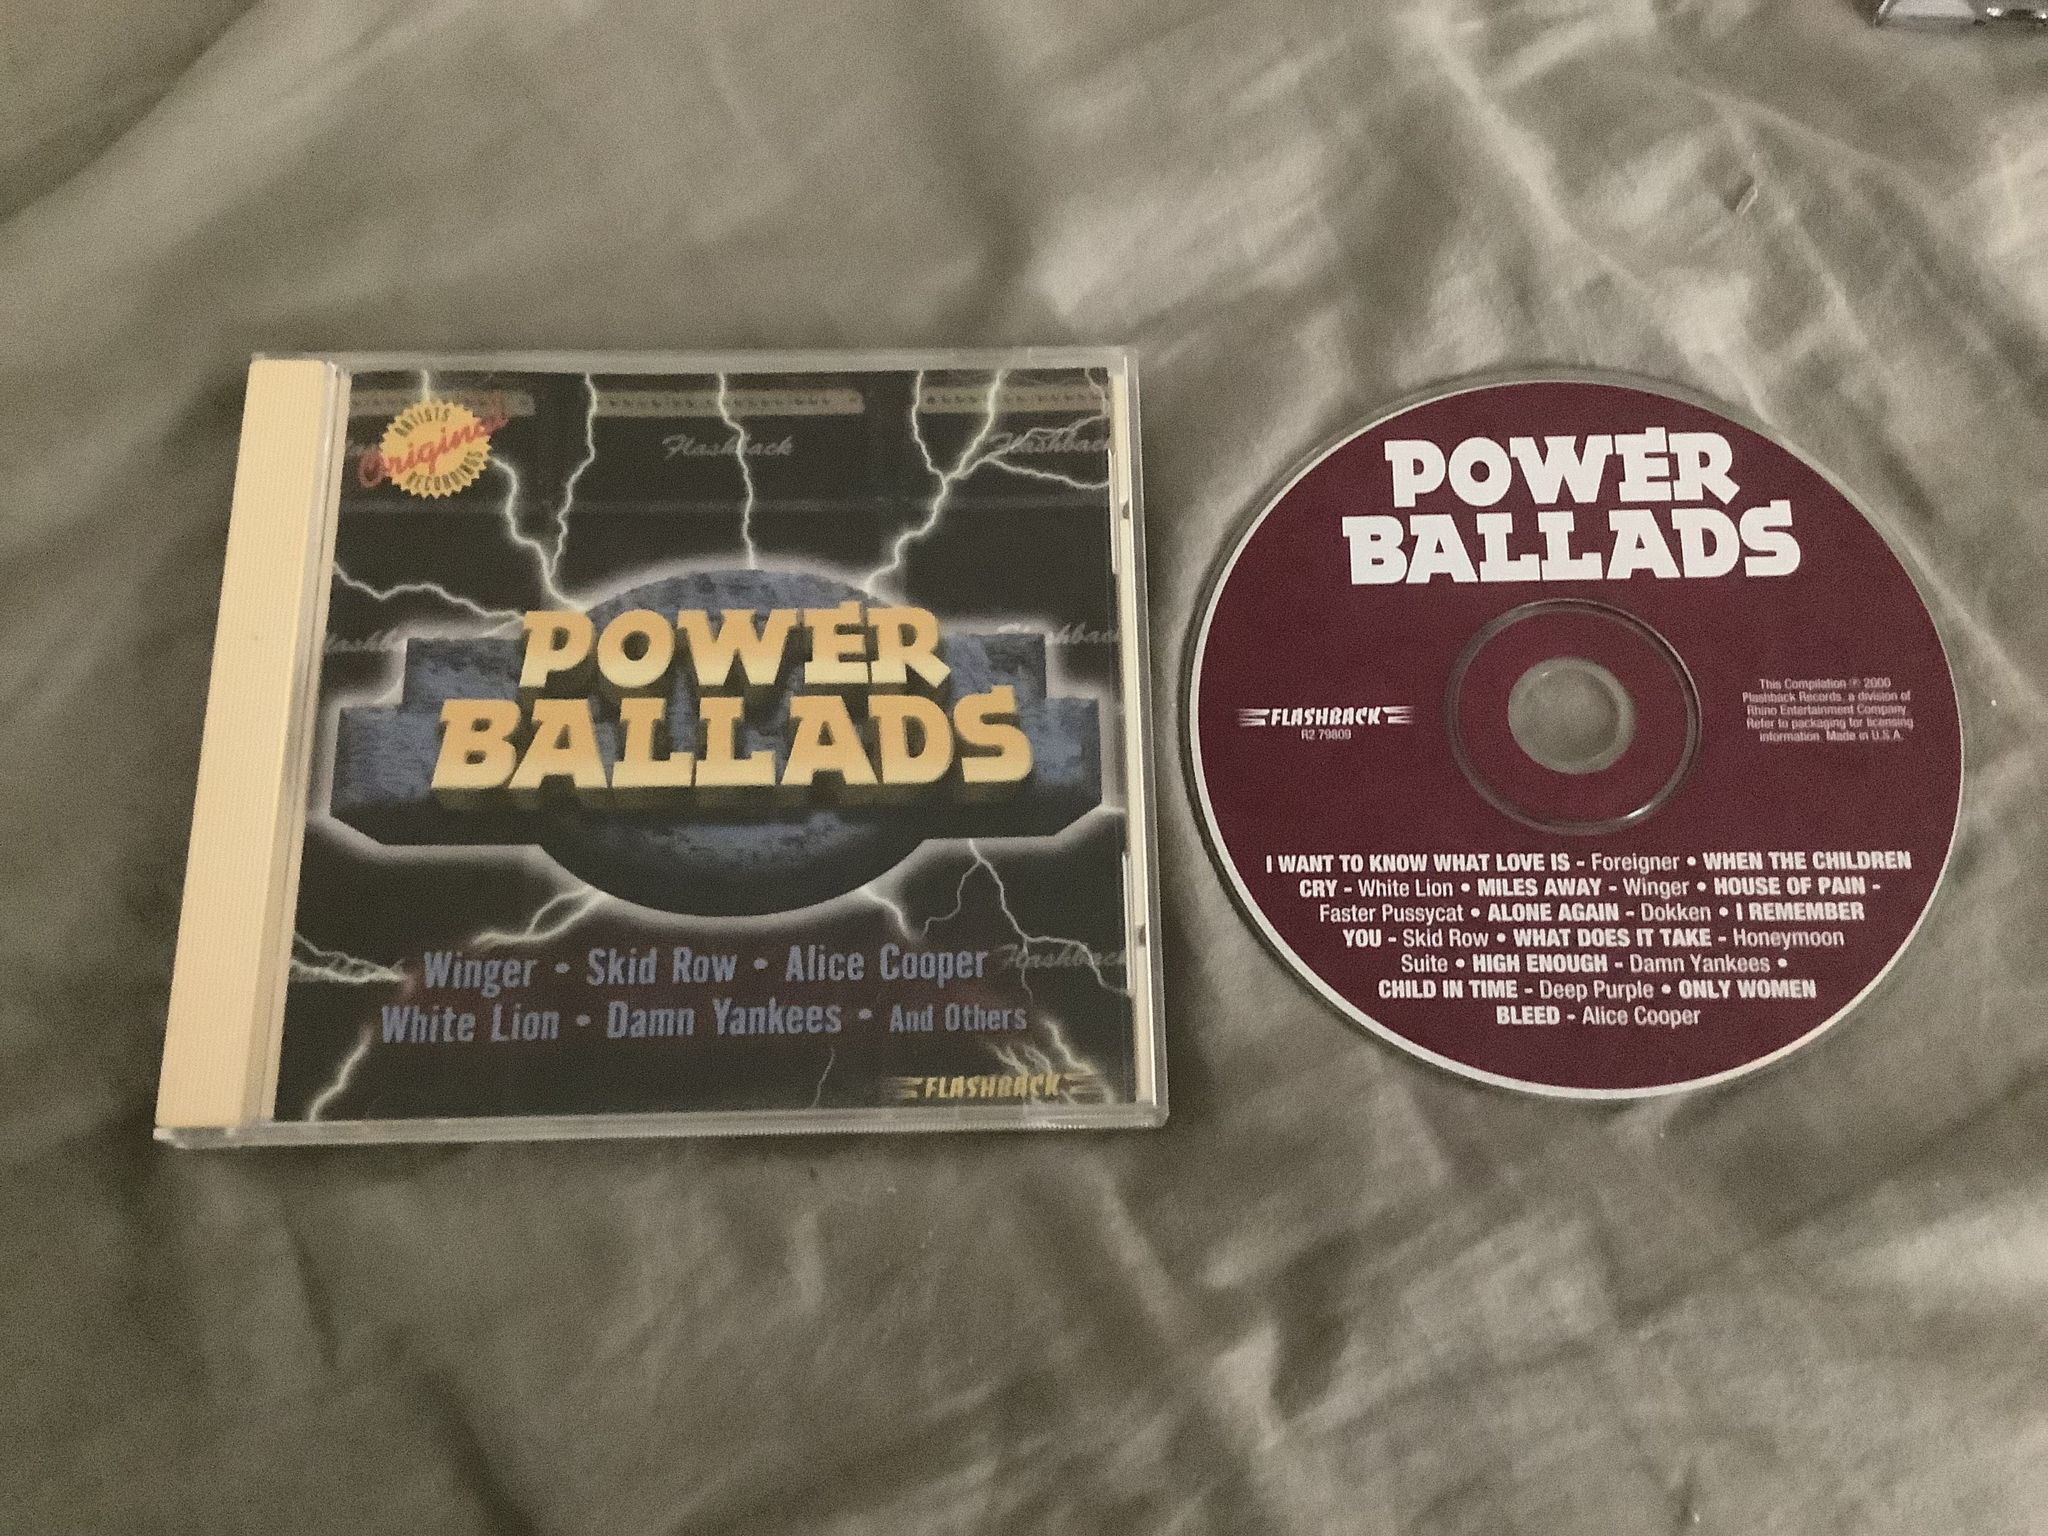 ARTISTS
Original
RECORDINGS
Flashback
Flashback
Flashback
POWER
BALLADS
Winger • Skid Row • Alice Cooper
Flashback
White Lion • Damn Yankees • And Others
FLASHBACK
POWER
BALLADS
FLASHBACK
R2 79809
This Compilation ℗ 2000
Flashback Records, a division of
Rhino Entertainment Company.
Refer to packaging for licensing
information. Made in U.S.A.
I WANT TO KNOW WHAT LOVE IS - Foreigner • WHEN THE CHILDREN
CRY - White Lion • MILES AWAY - Winger • HOUSE OF PAIN -
Faster Pussycat • ALONE AGAIN - Dokken • I REMEMBER
YOU - Skid Row • WHAT DOES IT TAKE - Honeymoon
Suite • HIGH ENOUGH - Damn Yankees •
CHILD IN TIME - Deep Purple • ONLY WOMEN
BLEED - Alice Cooper